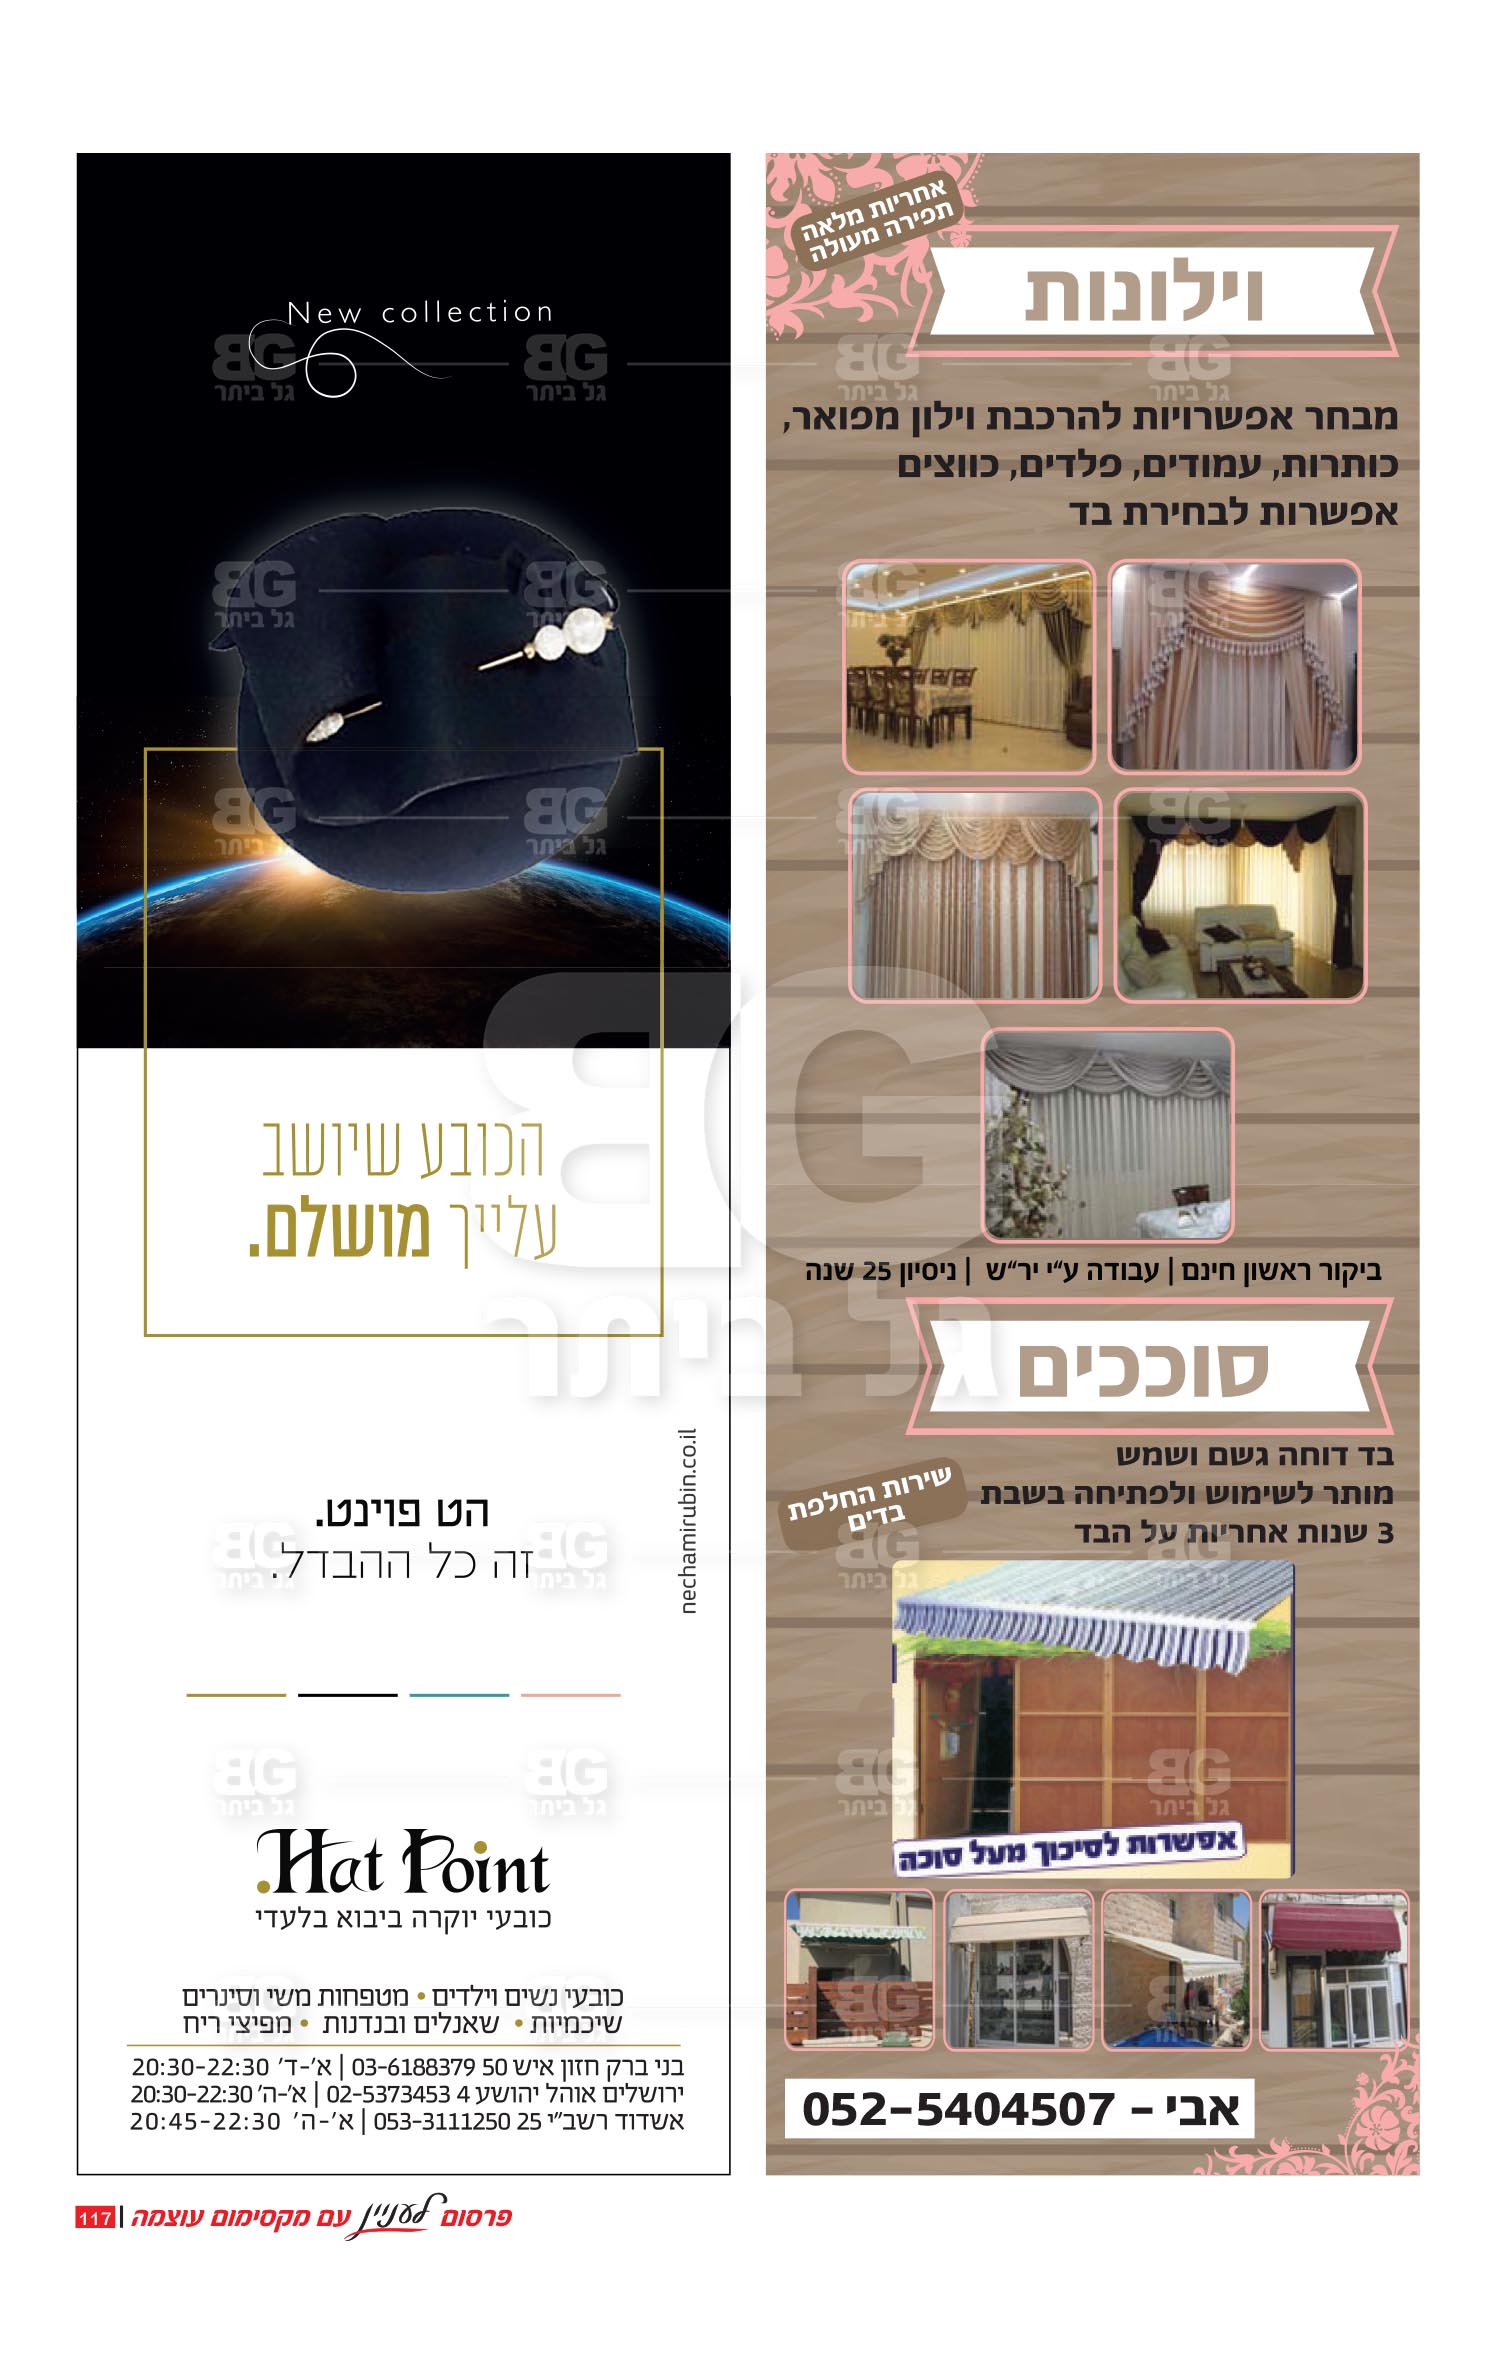 אחריות מלאה
תפירה מעולה
וילונות
מבחר אפשרויות להרכבת וילון מפואר,
כותרות, עמודים, פלדים, כווצים
אפשרות לבחירת בד
ביקור ראשון חינם | עבודה ע״י יר״ש | ניסיון 25 שנה
סוככים
בד דוחה גשם ושמש
מותר לשימוש ולפתיחה בשבת
3 שנות אחריות על הבד
שירות החלפת
בדים
אפשרות לסיכוך מעל סוכה
אבי - 052-5404507
New collection
הכובע שיושב
עלייך מושלם.
הט פוינט.
זה כל ההבדל.
nechamirubin.co.il
Hat Point.
כובעי יוקרה ביבוא בלעדי
כובעי נשים וילדים • מטפחות משי וסינרים
שיכמיות • שאנלים ובנדנות • מפיצי ריח
בני ברק חזון איש 50 03-6188379 | א׳-ד׳ 20:30-22:30
ירושלים אוהל יהושע 4 02-5373453 | א׳-ה׳ 20:30-22:30
אשדוד רשב״י 25 053-3111250 | א׳-ה׳ 20:45-22:30
פרסום לעניין עם מקסימום עוצמה | 117
BG
גל ביתר